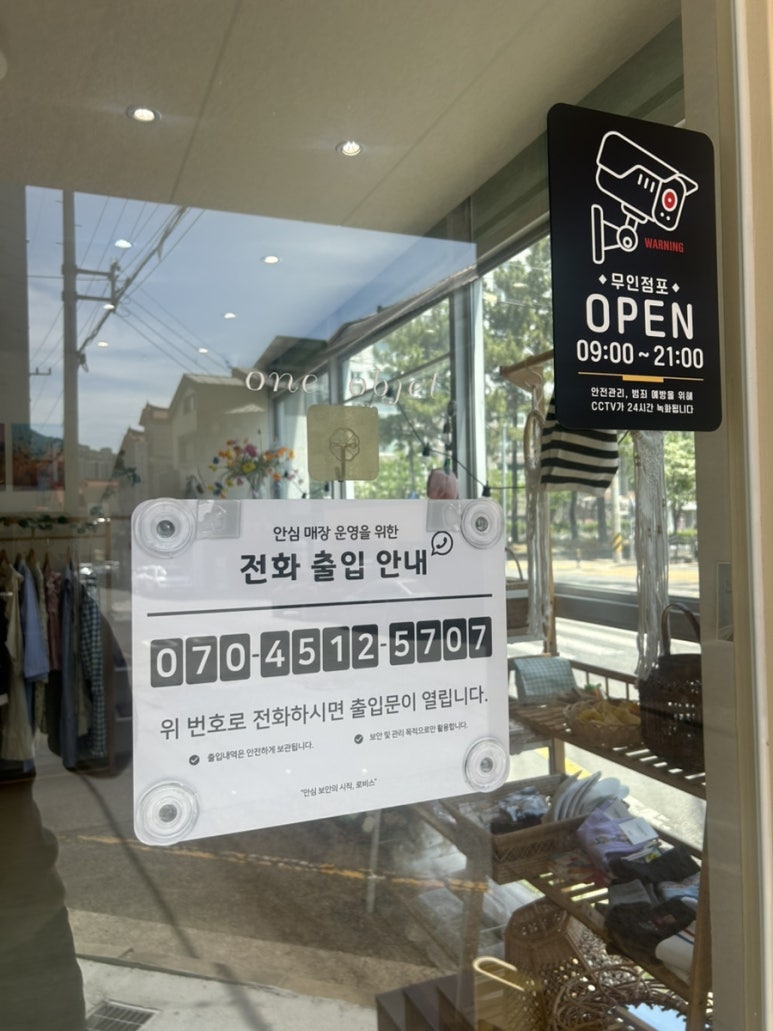 WARNING
무인점포
OPEN
09:00 ~ 21:00
안전관리, 범죄 예방을 위해
CCTV가 24시간 녹화됩니다
one objet
안심 매장 운영을 위한
전화 출입 안내
070-4512-5707
위 번호로 전화하시면 출입문이 열립니다.
출입내역은 안전하게 보관됩니다.
보안 및 관리 목적으로만 활용합니다.
"안심 보안의 시작, 로비스"